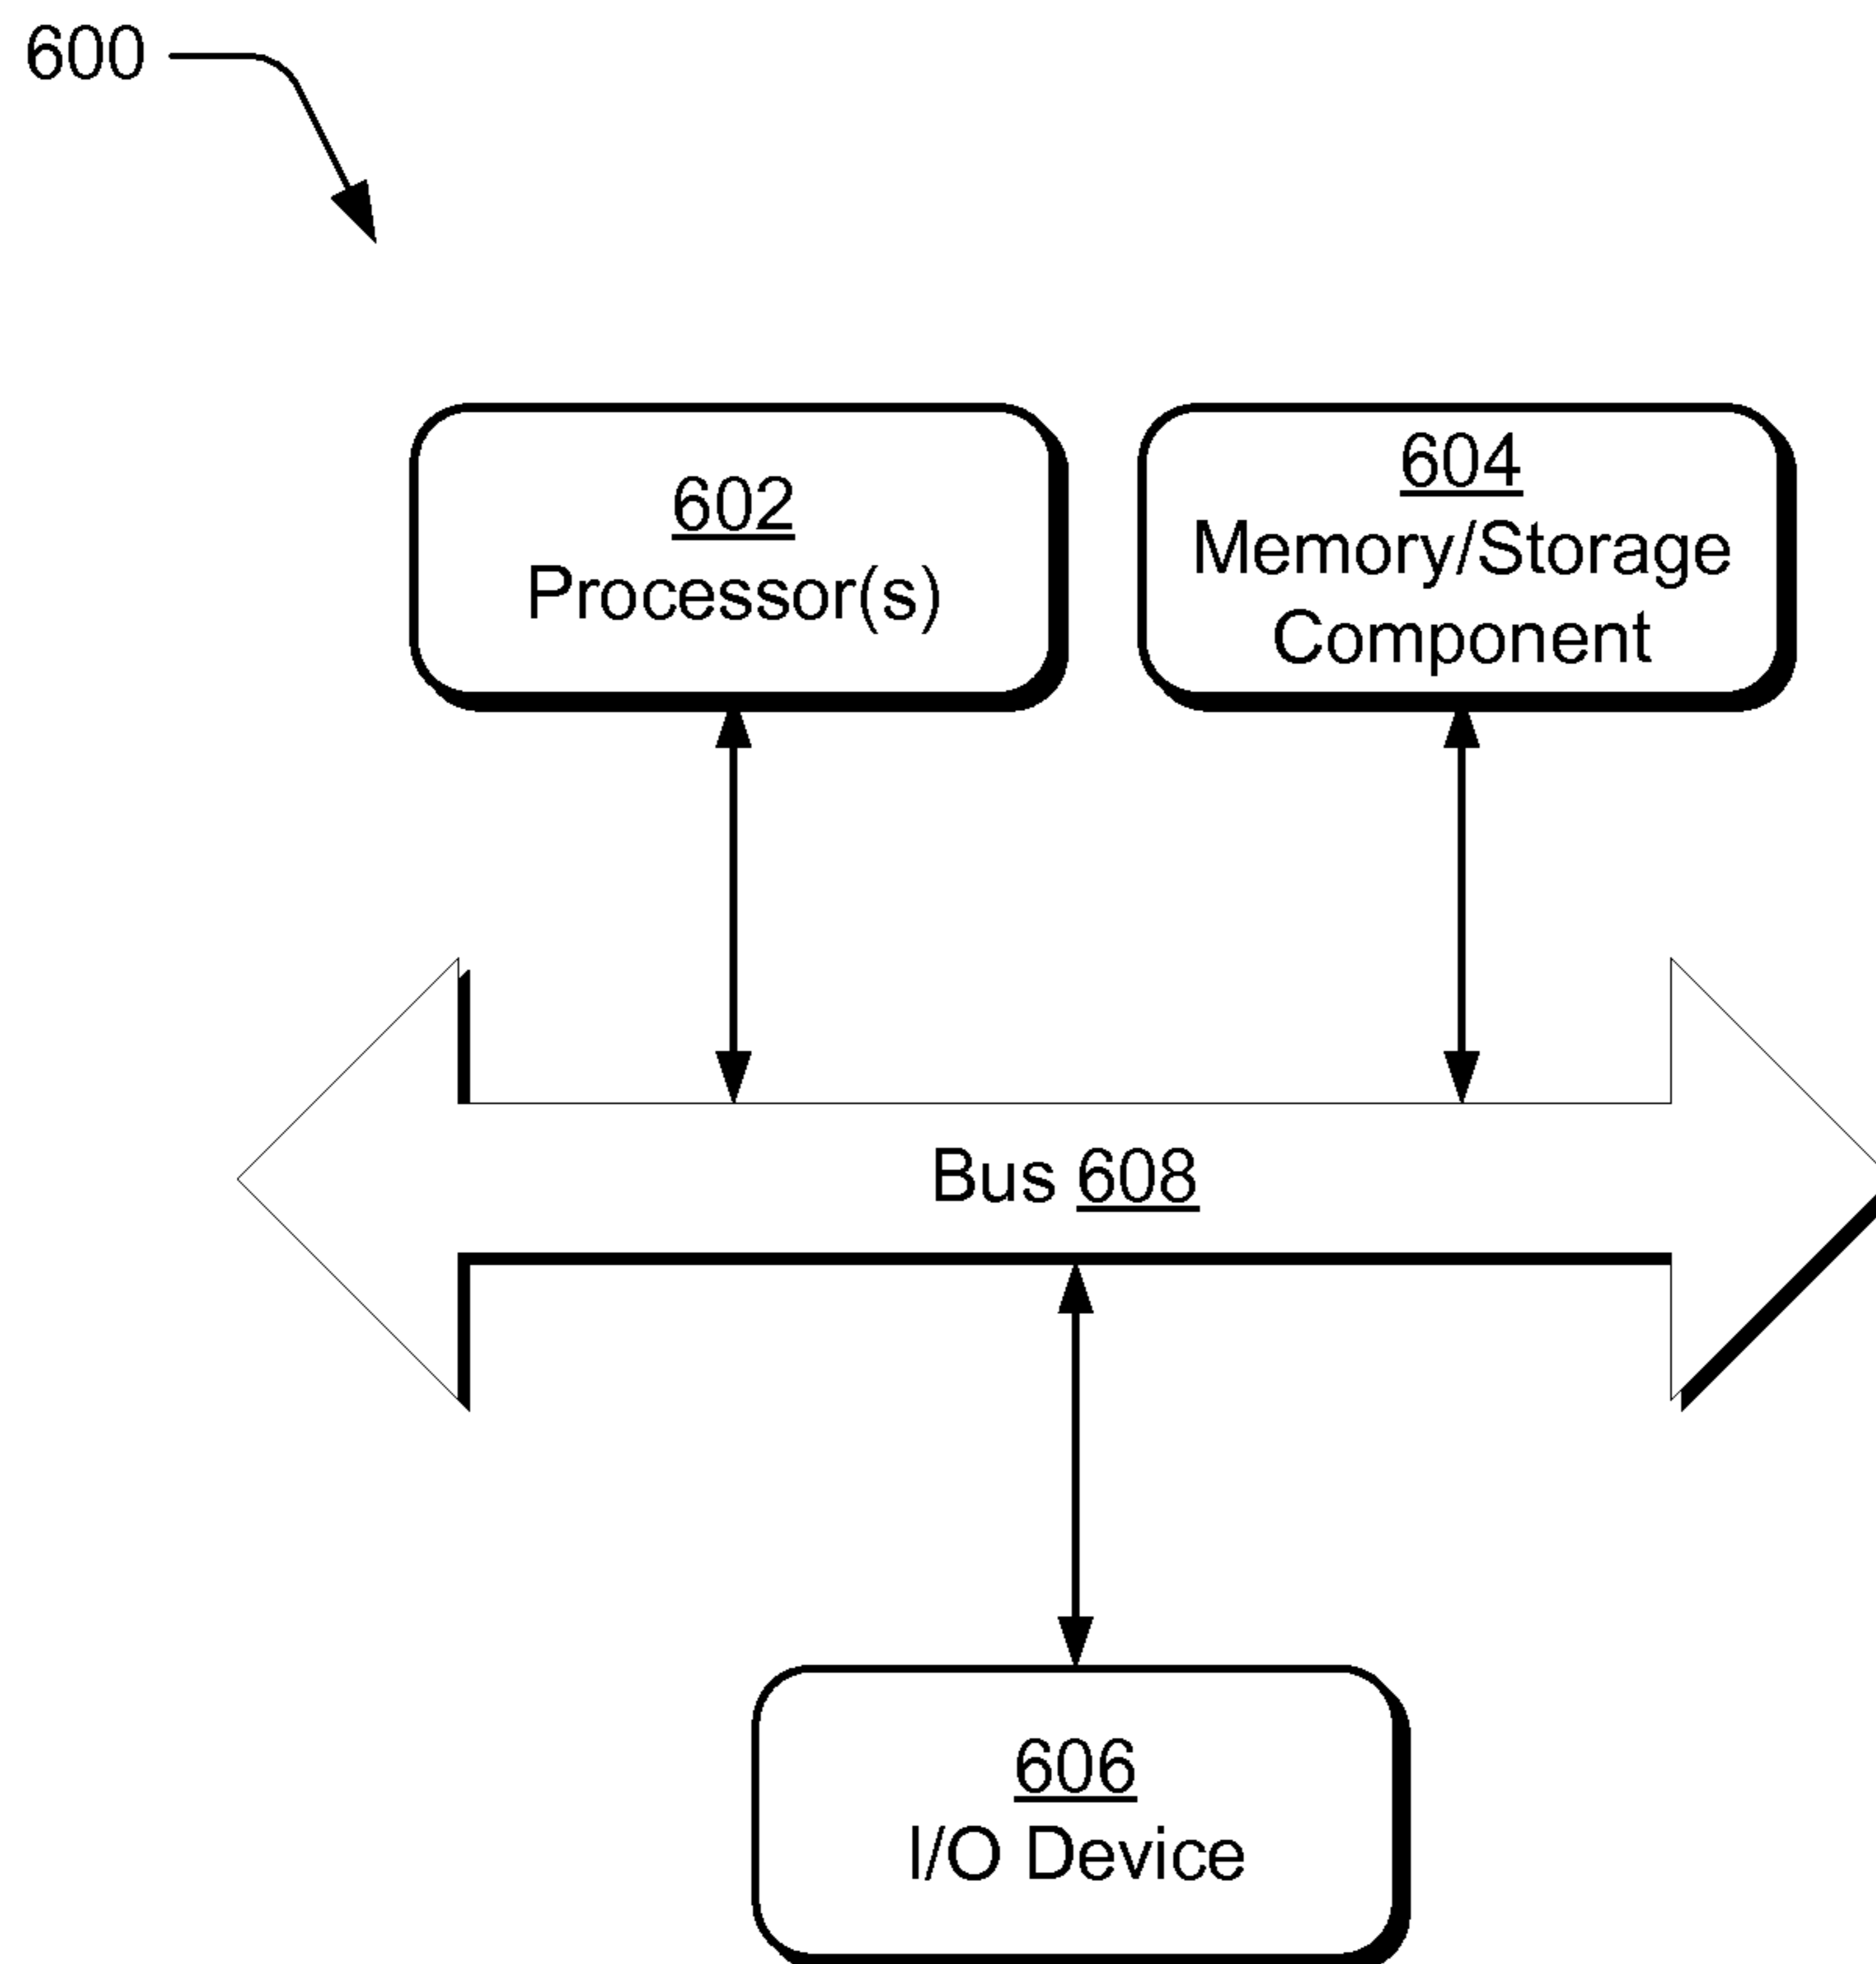 600
602
Processor(s)
604
Memory/Storage
Component
Bus 608
606
I/O Device